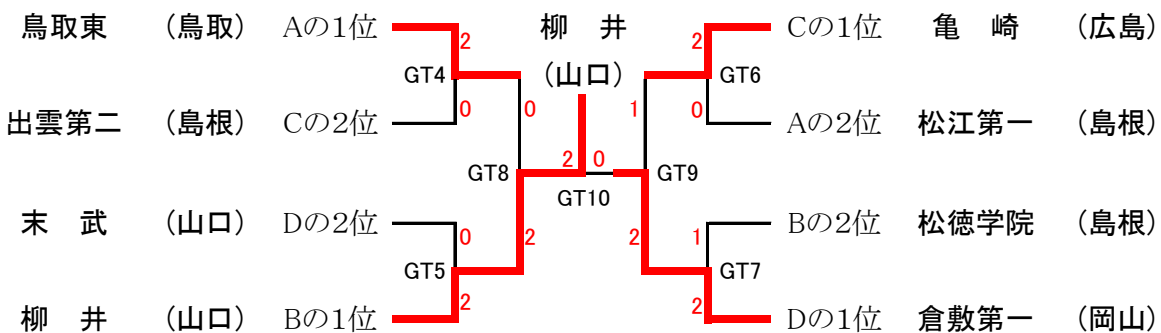 鳥取東 (鳥取) Aの1位 2 柳 井 2 Cの1位 亀 崎 (広島)
GT4 (山口) GT6
出雲第二 (島根) Cの2位 0 0 1 0 Aの2位 松江第一 (島根)
GT8 2 0 GT9
GT10
末 武 (山口) Dの2位 0 2 2 1 Bの2位 松徳学院 (島根)
GT5 GT7
柳 井 (山口) Bの1位 2 2 Dの1位 倉敷第一 (岡山)